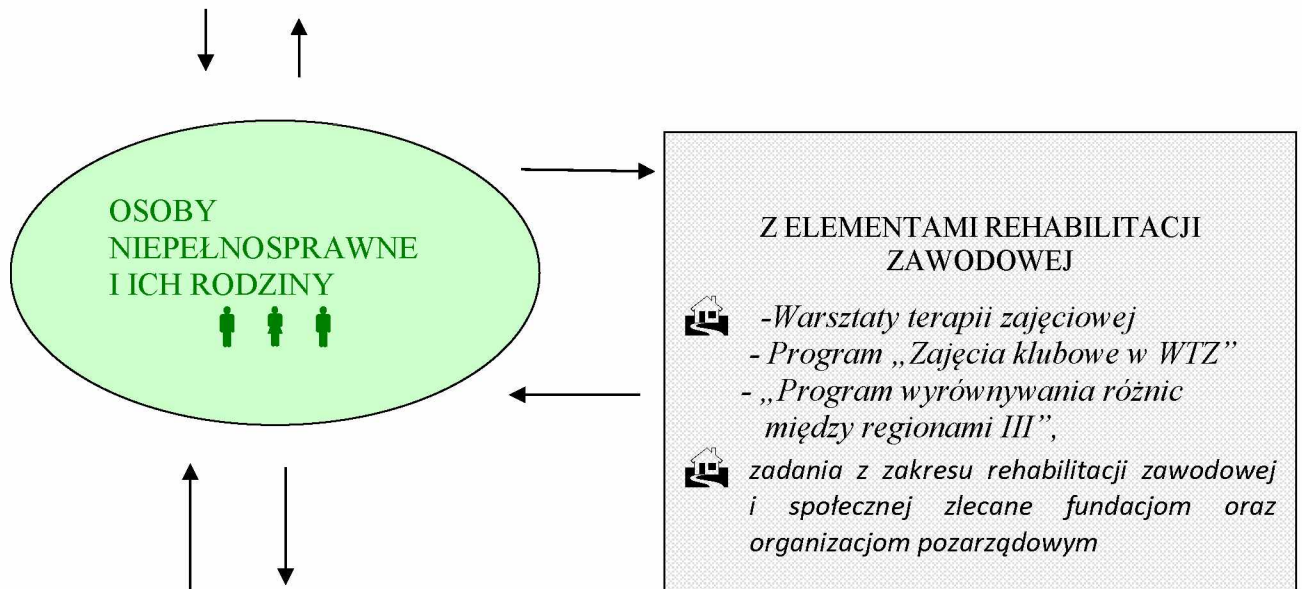 OSOBY
NIEPEŁNOSPRAWNE
I ICH RODZINY
Z ELEMENTAMI REHABILITACJI
ZAWODOWEJ
-Warsztaty terapii zajęciowej
- Program „Zajęcia klubowe w WTZ”
- „Program wyrównywania różnic
między regionami III”,
zadania z zakresu rehabilitacji zawodowej
i społecznej zlecane fundacjom oraz
organizacjom pozarządowym